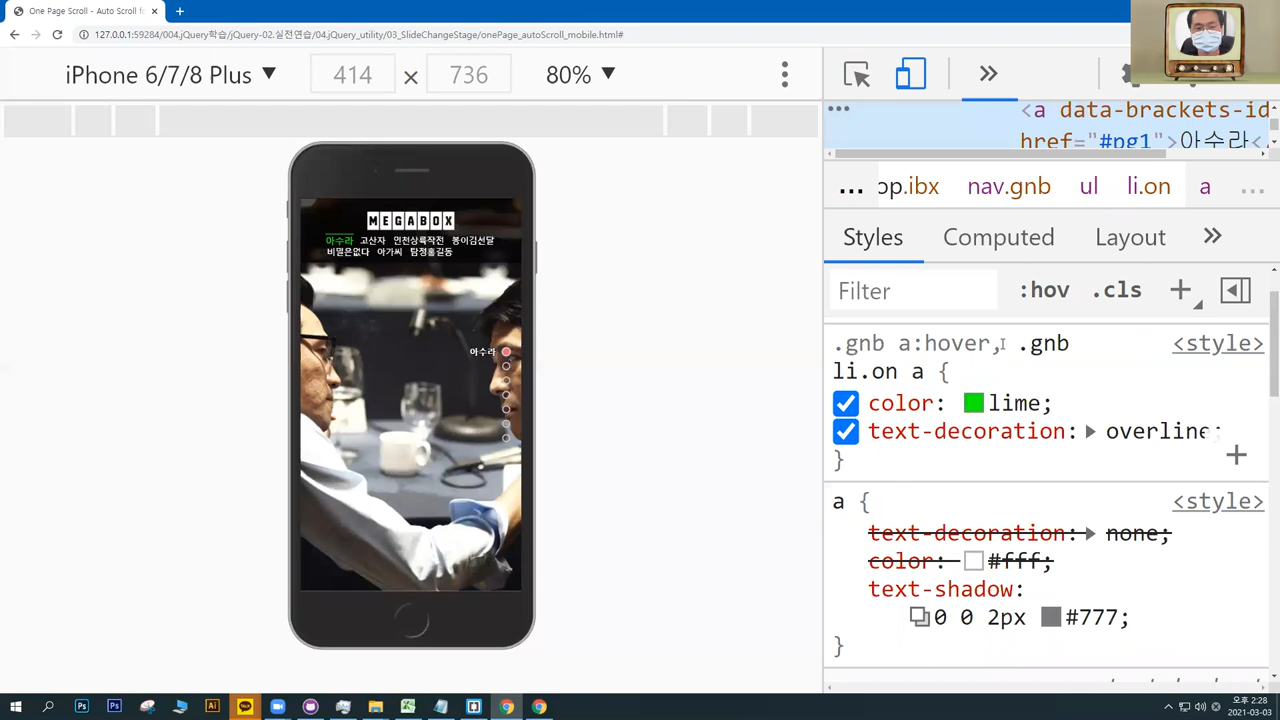 One Page Scroll - Auto Scroll f
127.0.0.1:59284/004.jQuery학습/jQuery-02.실전연습/04.jQuery_utility/03_SlideChangeStage/onePage_autoScroll_mobile.html#
iPhone 6/7/8 Plus ▼ 414 × 736 80% ▼
MEGABOX
아수라 고산자 인천상륙작전 봉이김선달
비밀은없다 아가씨 탐정홍길동
아수라
<a data-brackets-id
href="#pg1">아수라<
... op.ibx nav.gnb ul li.on a ...
Styles Computed Layout
Filter :hov .cls
.gnb a:hover, .gnb <style>
li.on a {
color: lime;
text-decoration: overline;
}
a { <style>
text-decoration: none;
color: #fff;
text-shadow:
0 0 2px #777;
}
Ps Ps Ai TALK
오후 2:28
2021-03-03